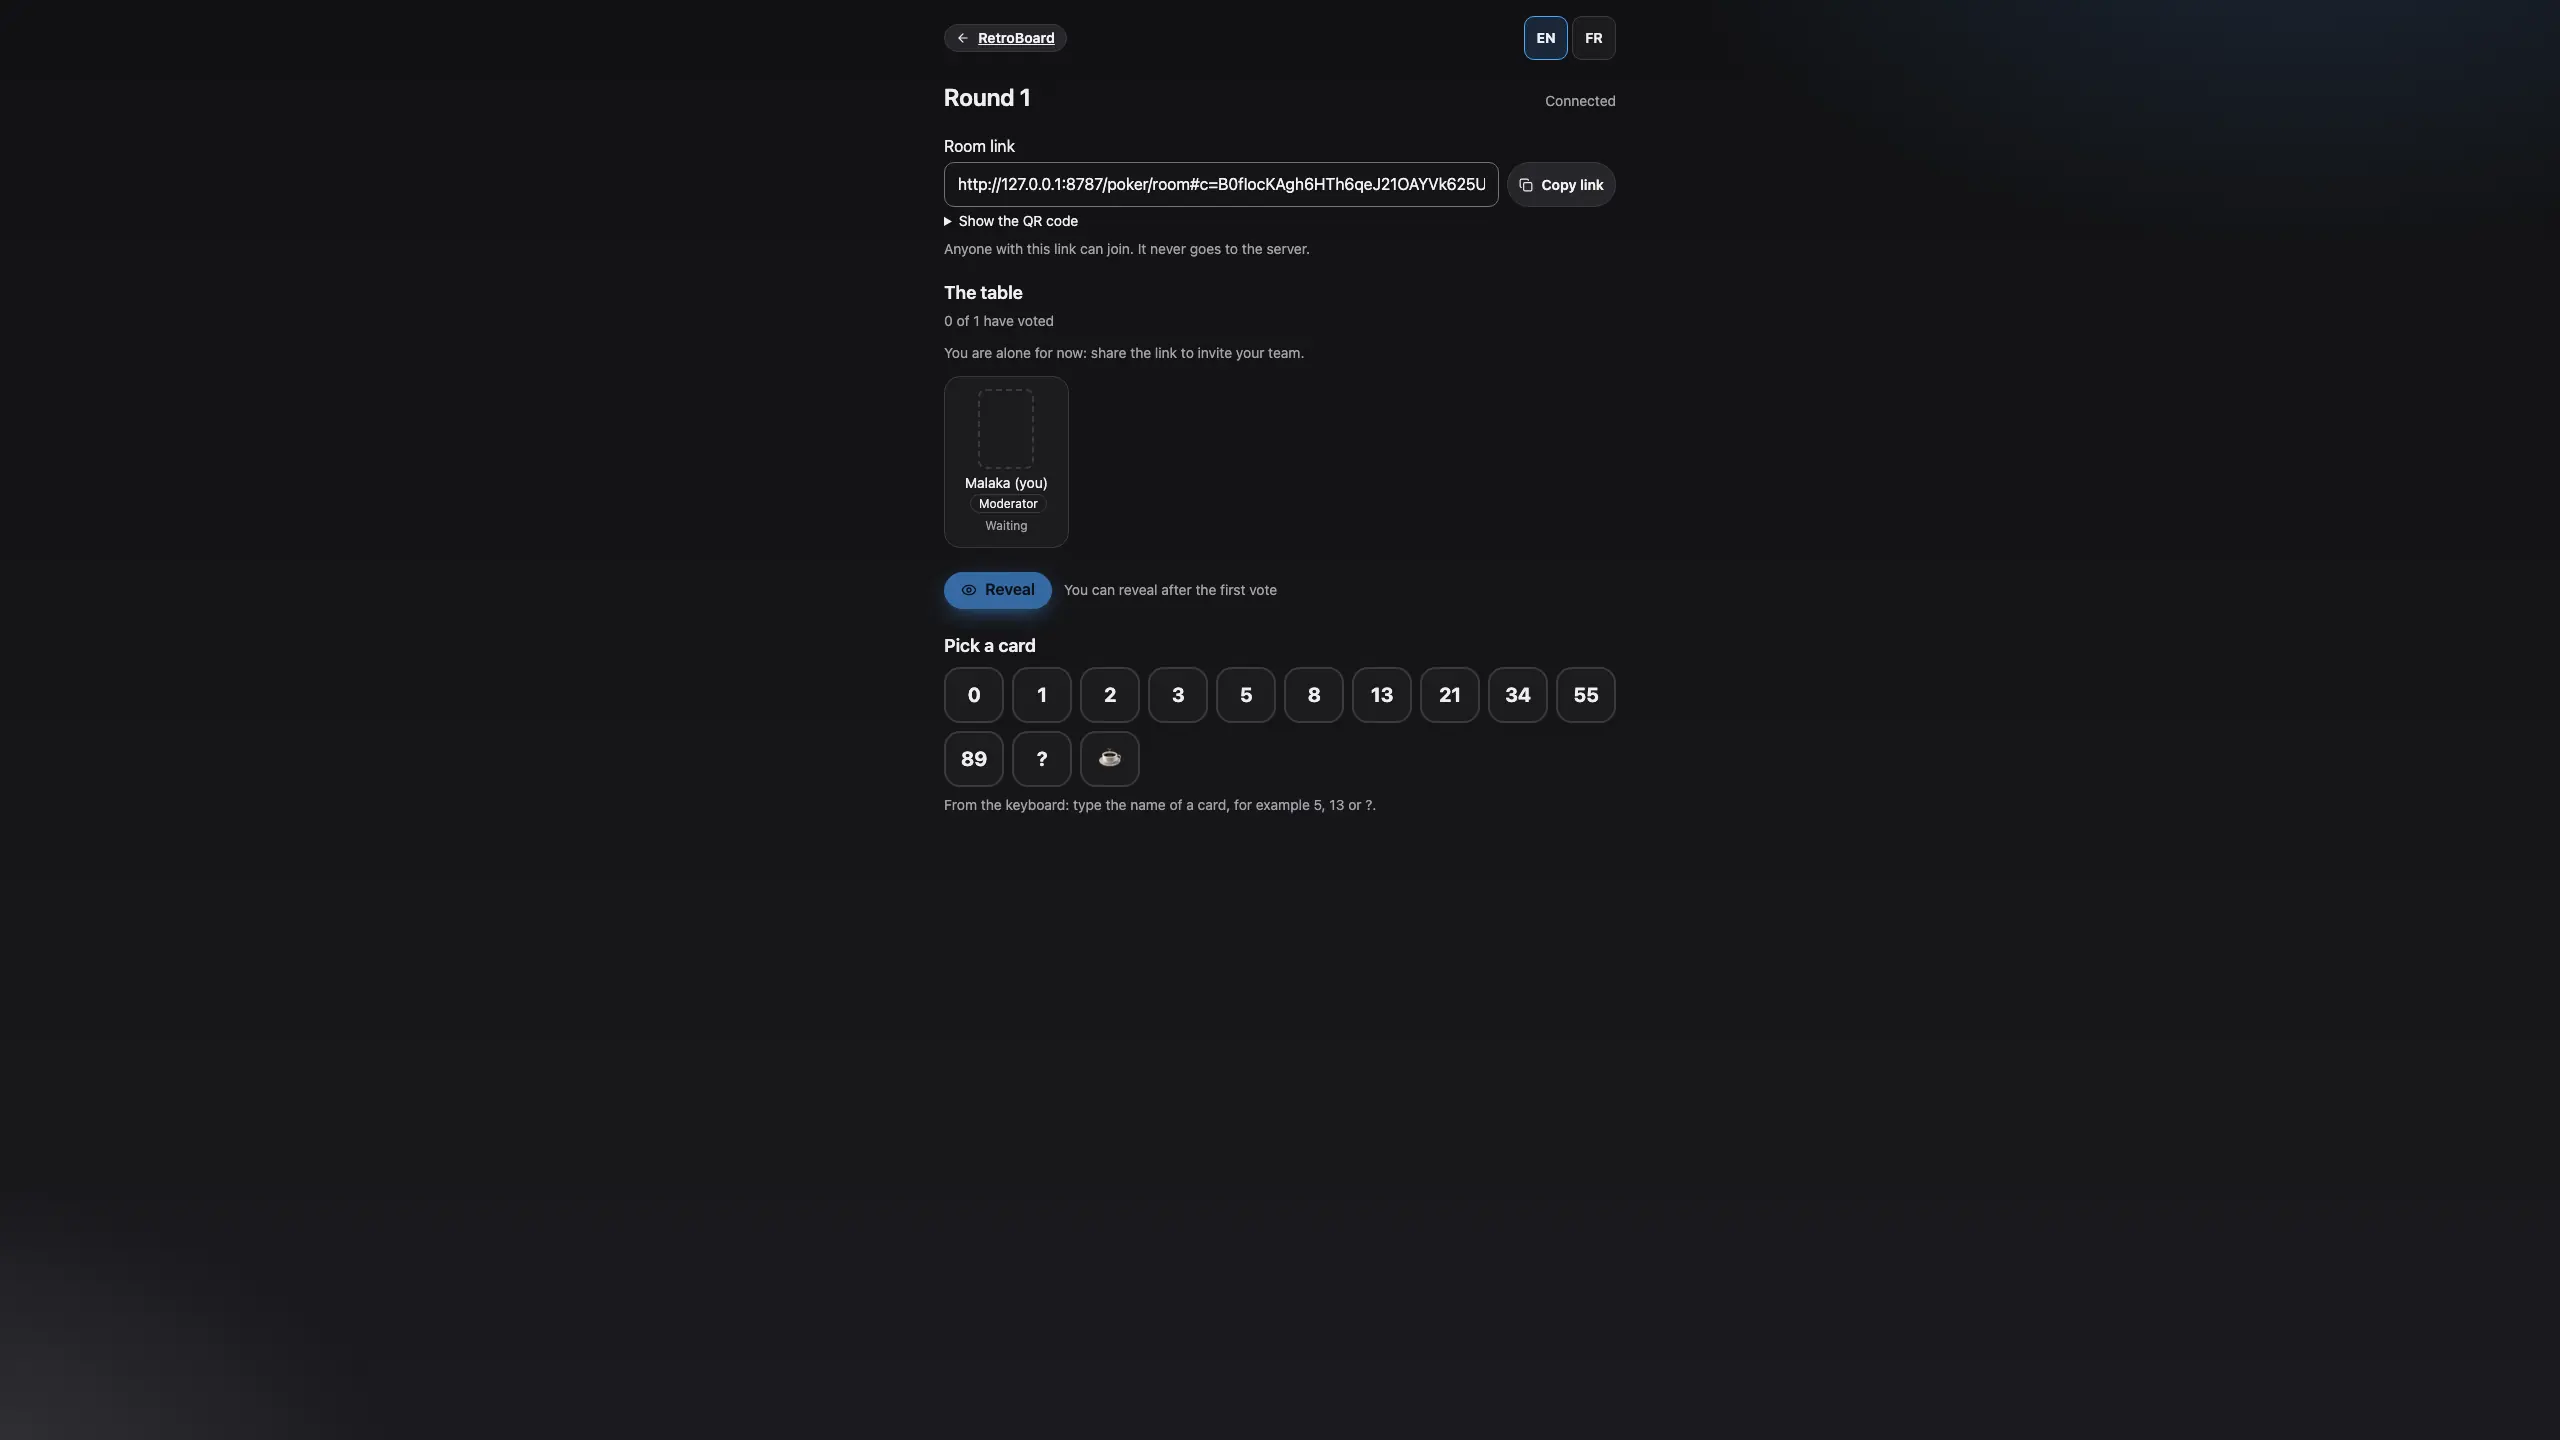 RetroBoard
EN
FR
Round 1
Connected
Room link
http://127.0.0.1:8787/poker/room#c=B0flocKAgh6HTh6qeJ21OAYVk625U
Copy link
Show the QR code
Anyone with this link can join. It never goes to the server.
The table
0 of 1 have voted
You are alone for now: share the link to invite your team.
Malaka (you)
Moderator
Waiting
Reveal
You can reveal after the first vote
Pick a card
0 1 2 3 5 8 13 21 34 55
89 ?
From the keyboard: type the name of a card, for example 5, 13 or ?.